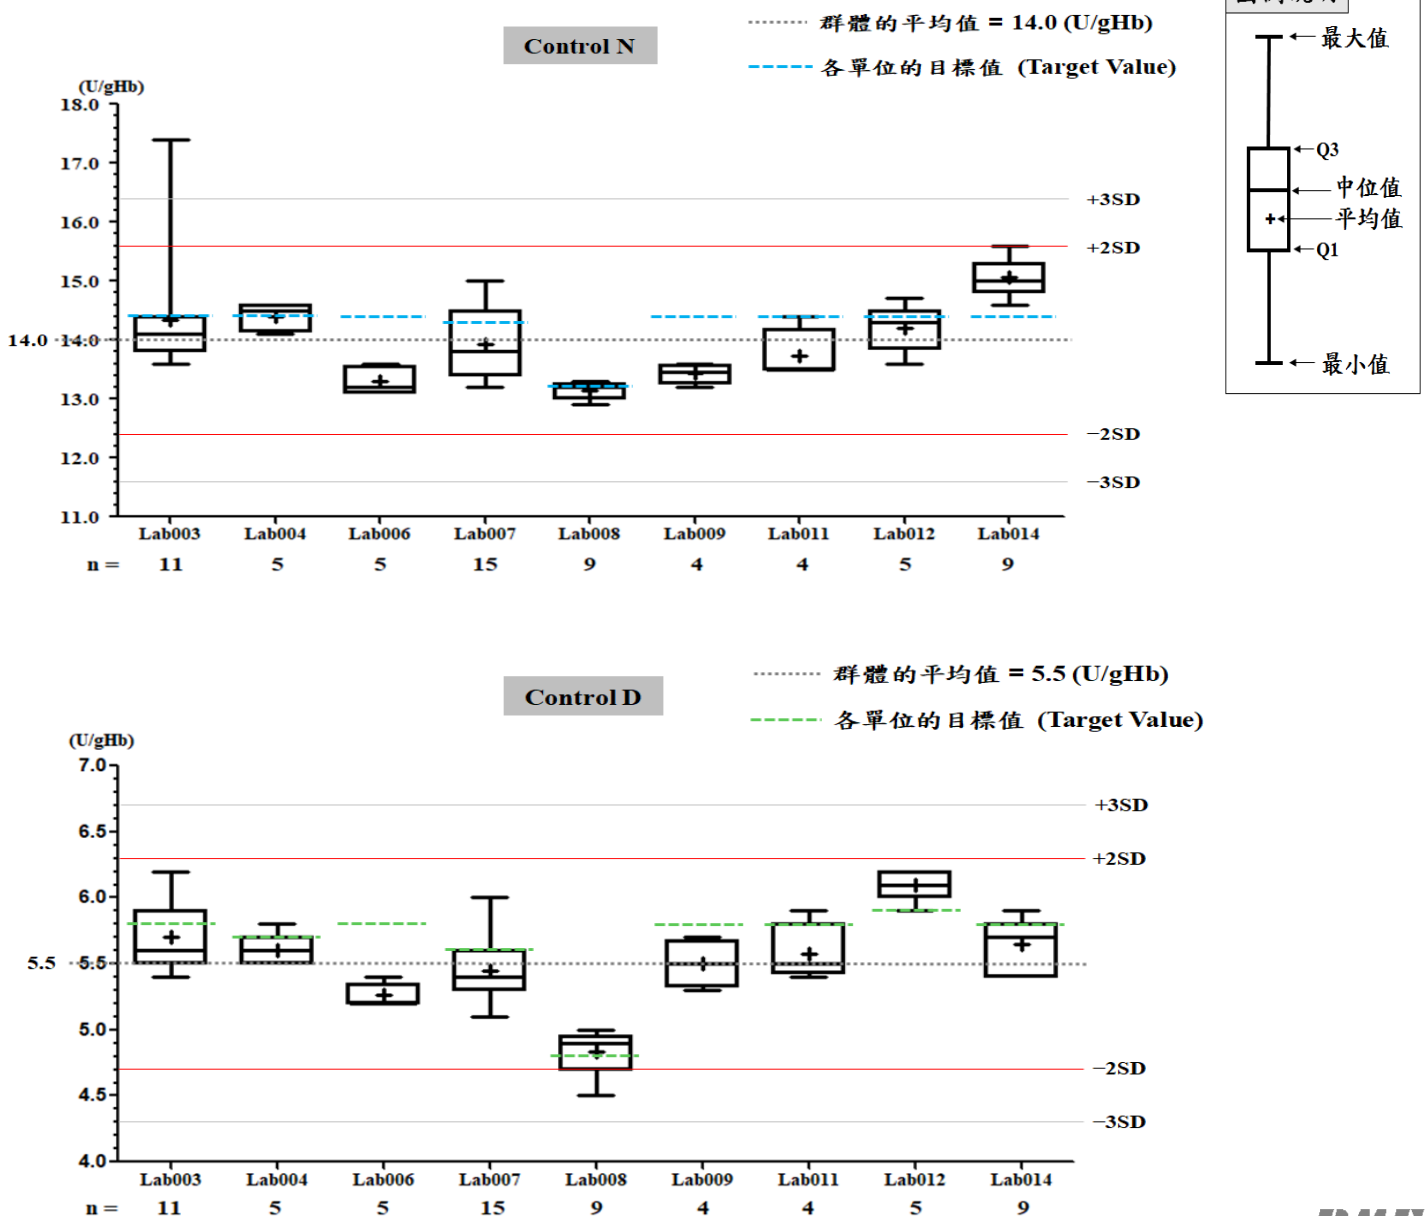 Control N
群體的平均值 = 14.0 (U/gHb)
各單位的目標值 (Target Value)
(U/gHb)
18.0
17.0
16.0
15.0
14.0 14.0
13.0
12.0
11.0
+3SD
+2SD
−2SD
−3SD
Lab003 Lab004 Lab006 Lab007 Lab008 Lab009 Lab011 Lab012 Lab014
n = 11 5 5 15 9 4 4 5 9
最大值
Q3
中位值
平均值
Q1
最小值
Control D
群體的平均值 = 5.5 (U/gHb)
各單位的目標值 (Target Value)
(U/gHb)
7.0
6.5
6.0
5.5 5.5
5.0
4.5
4.0
+3SD
+2SD
−2SD
−3SD
Lab003 Lab004 Lab006 Lab007 Lab008 Lab009 Lab011 Lab012 Lab014
n = 11 5 5 15 9 4 4 5 9